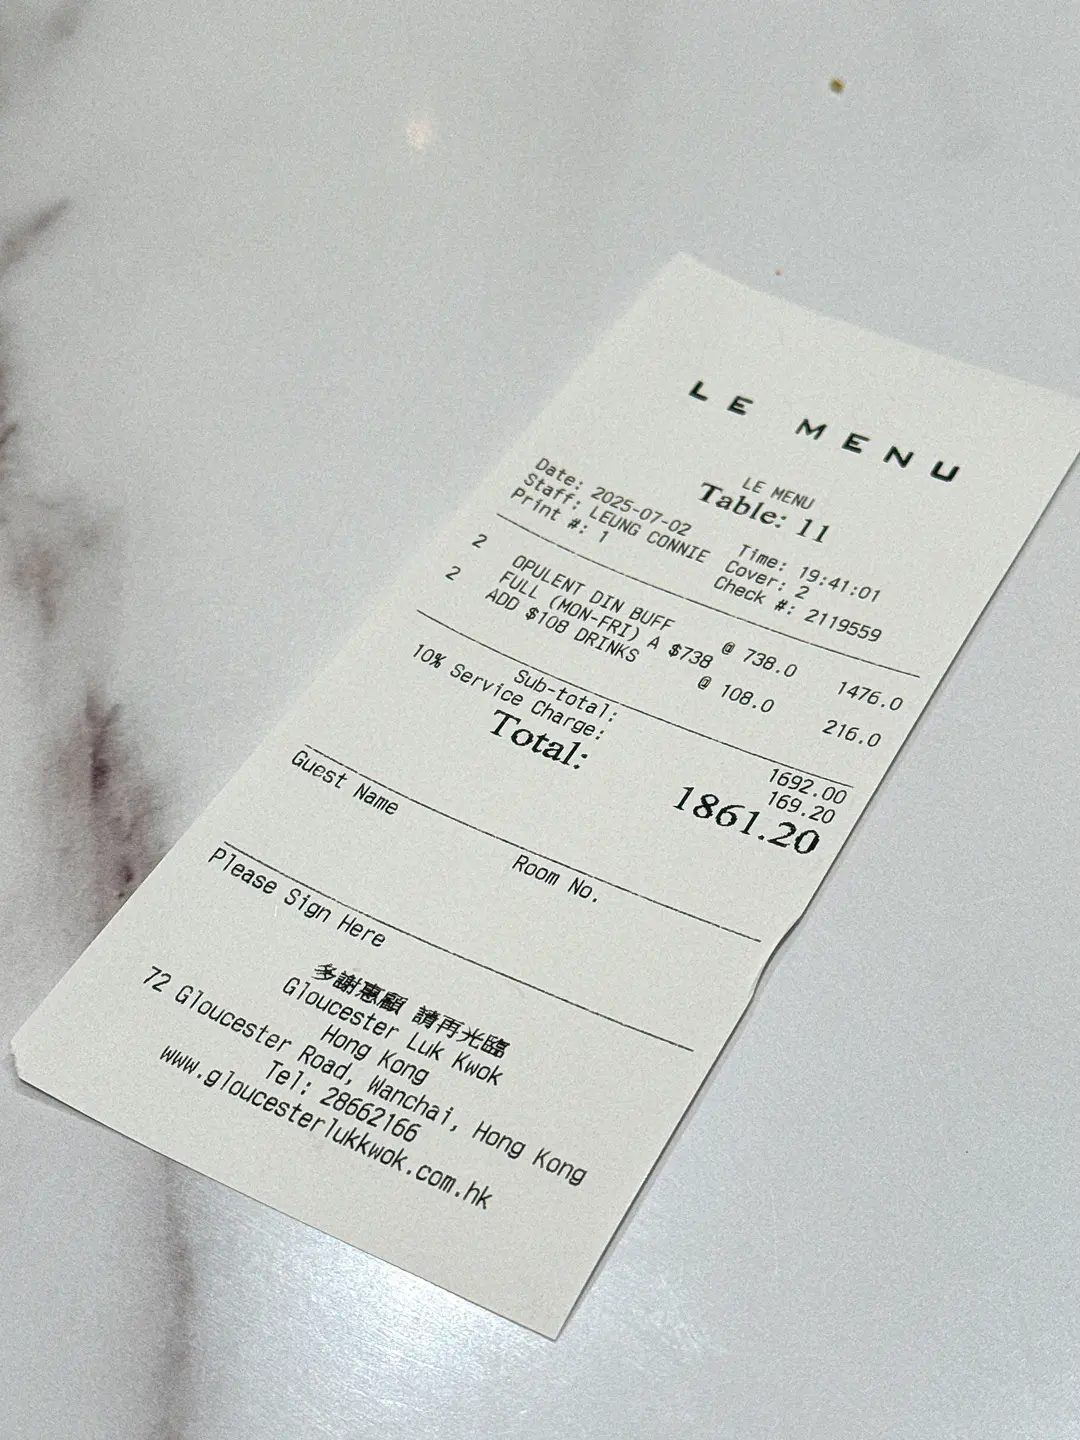 LE MENU
LE MENU
Table: 11
Date: 2025-07-02 Time: 19:41:01
Staff: LEUNG CONNIE Cover: 2
Print #: 1 Check #: 2119559
2 OPULENT DIN BUFF @ 738.0 1476.0
FULL (MON-FRI) A $738
2 ADD $108 DRINKS @ 108.0 216.0
Sub-total: 1692.00
10% Service Charge: 169.20
Total: 1861.20
Guest Name Room No.
Please Sign Here
多謝惠顧 請再光臨
Gloucester Luk Kwok
Hong Kong
72 Gloucester Road, Wanchai, Hong Kong
Tel: 28662166
www.gloucesterlukkwok.com.hk